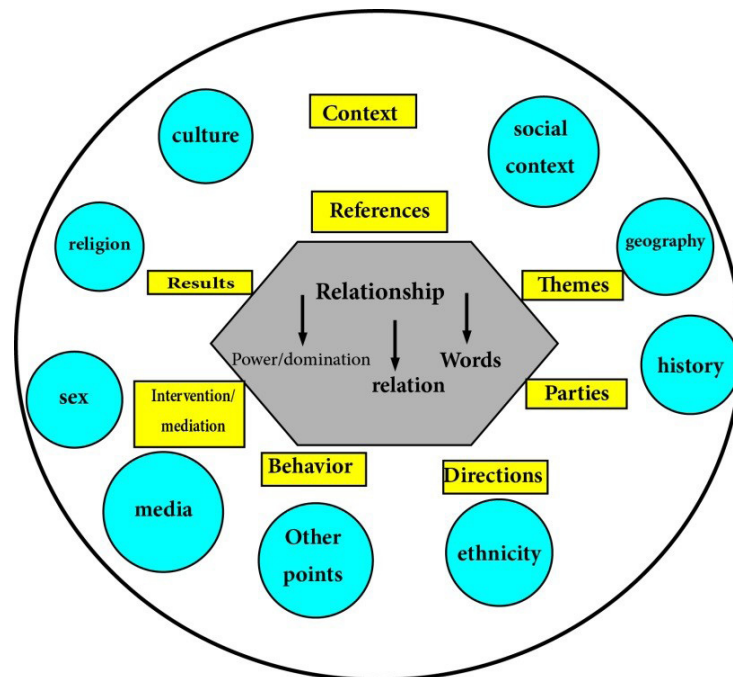 Context
culture
social
context
References
religion
geography
Results
Themes
Relationship
Power/domination
relation
Words
history
Parties
sex
Intervention/
mediation
Behavior
Directions
media
Other
points
ethnicity